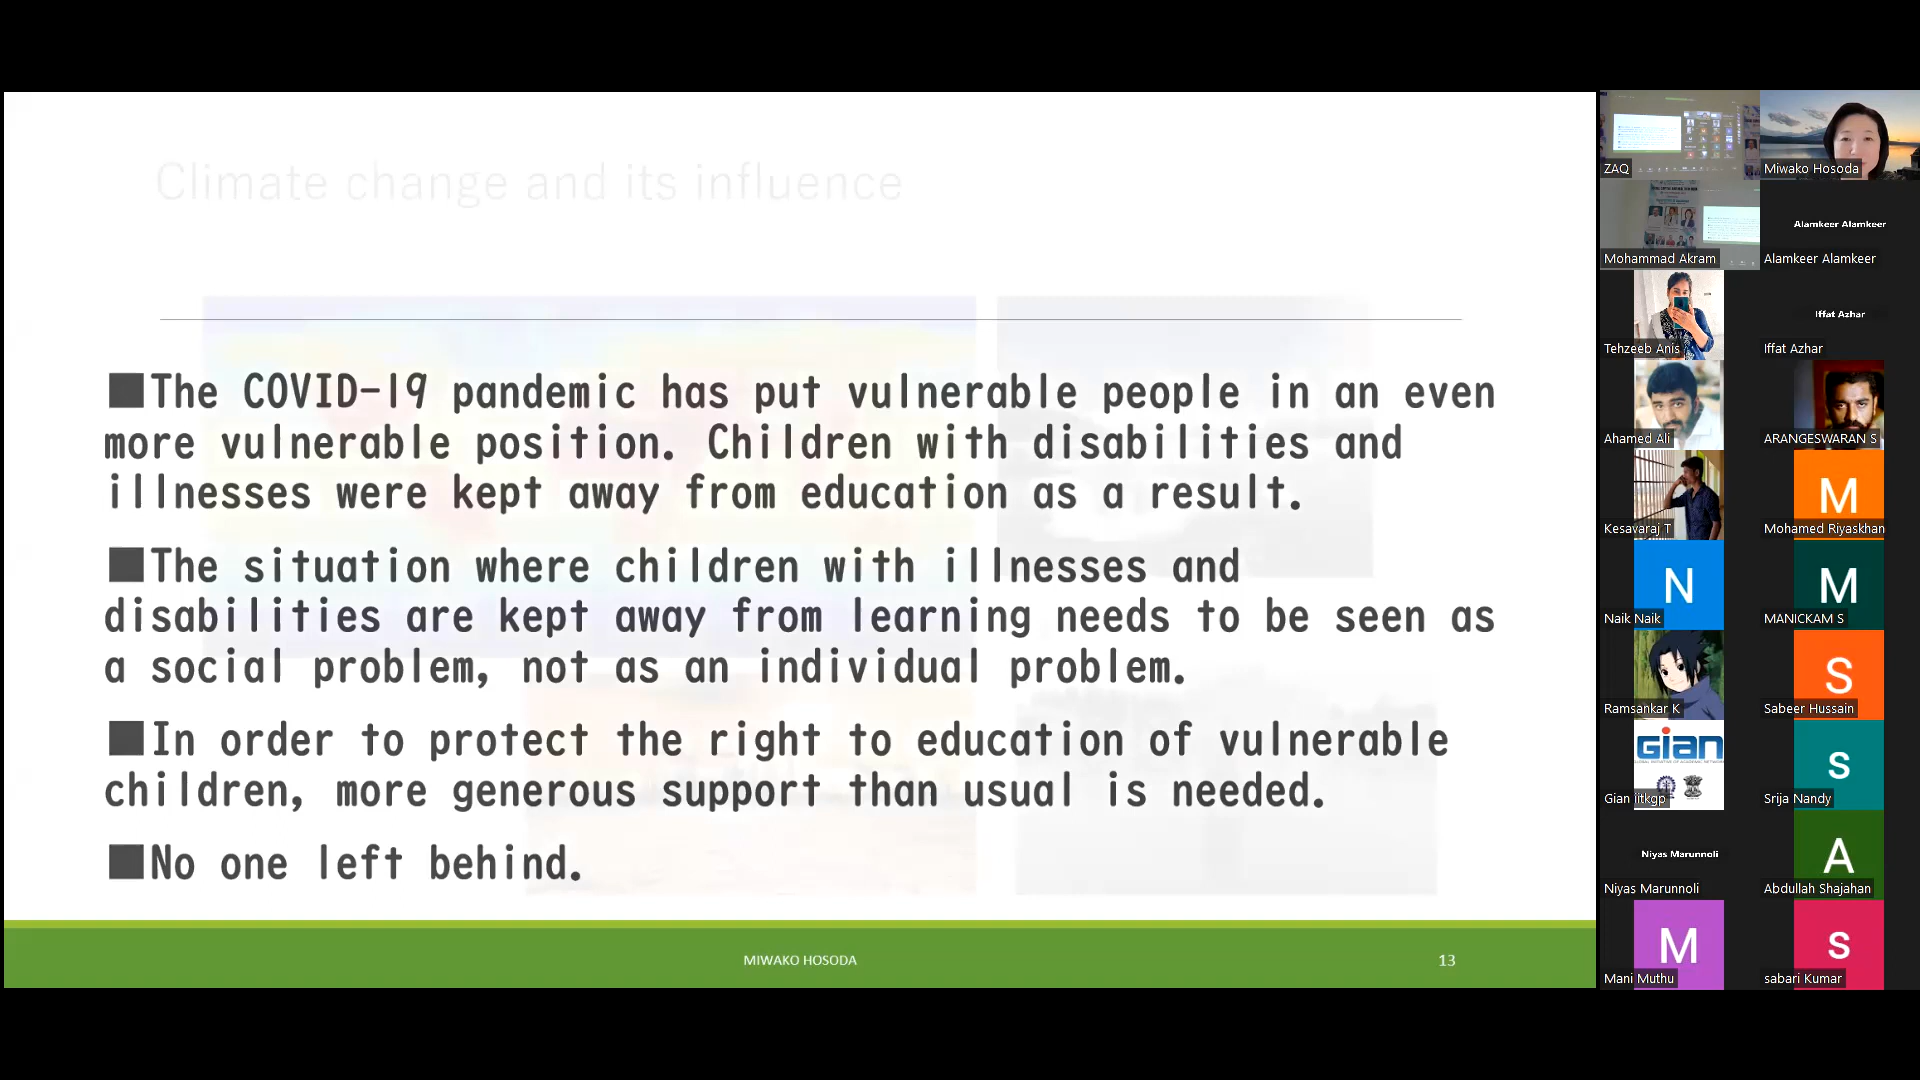 Climate change and its influence
■The COVID-19 pandemic has put vulnerable people in an even
more vulnerable position. Children with disabilities and
illnesses were kept away from education as a result.
■The situation where children with illnesses and
disabilities are kept away from learning needs to be seen as
a social problem, not as an individual problem.
■In order to protect the right to education of vulnerable
children, more generous support than usual is needed.
■No one left behind.
MIWAKO HOSODA
13
ZAQ
Miwako Hosoda
Mohammad Akram
Alamkeer Alamkeer
Alamkeer Alamkeer
Tehzeeb Anis
Iffat Azhar
Iffat Azhar
Ahamed Ali
ARANGESWARAN S
Kesavaraj T
M
Mohamed Riyaskhan
N
Naik Naik
M
MANICKAM S
Ramsankar K
S
Sabeer Hussain
Gian
Gian iitkgp
s
Srija Nandy
Niyas Marunnoli
Niyas Marunnoli
A
Abdullah Shajahan
M
Mani Muthu
s
sabari Kumar